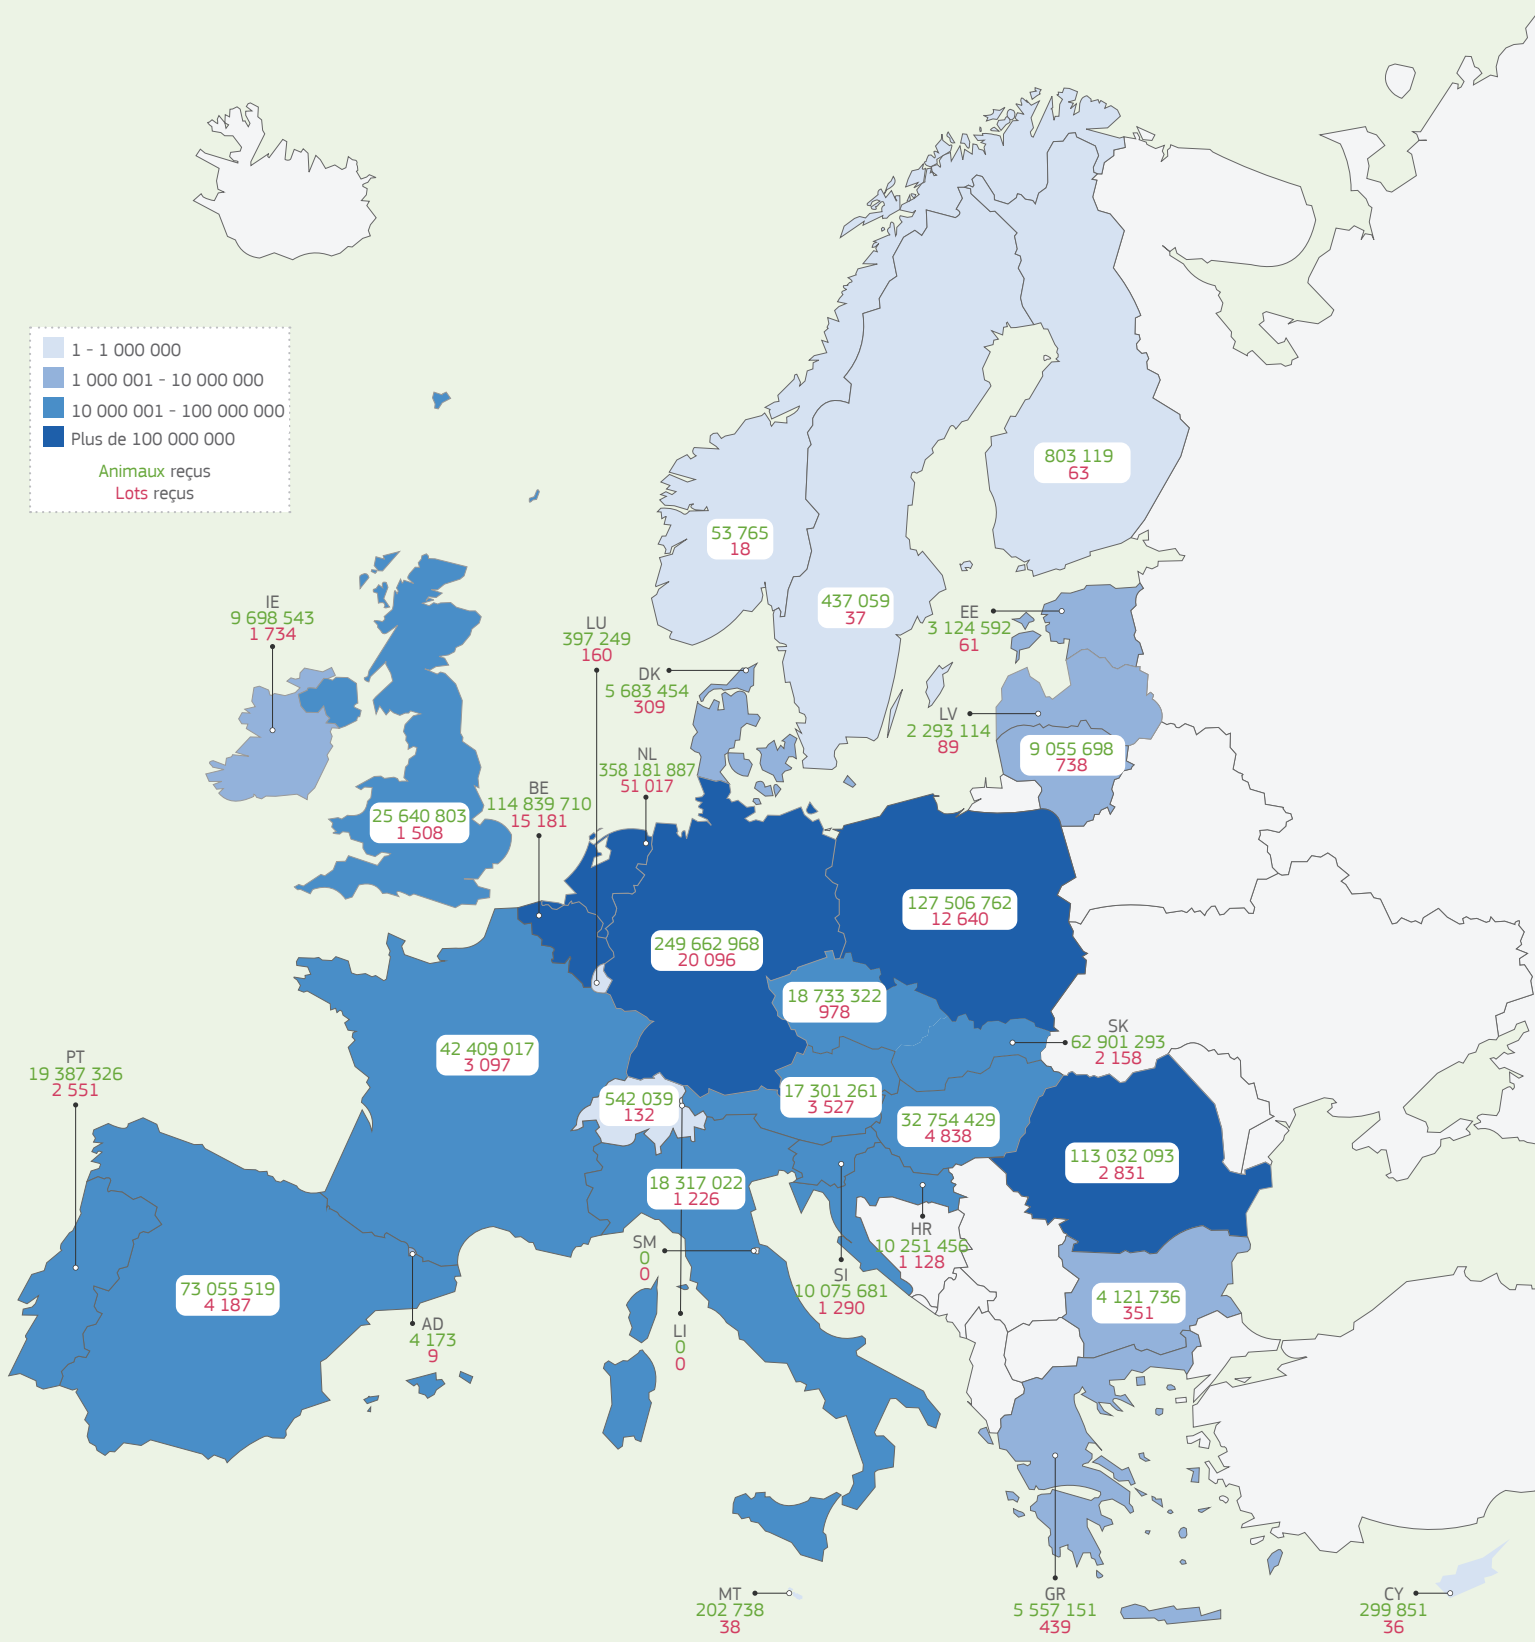 1 - 1 000 000
1 000 001 - 10 000 000
10 000 001 - 100 000 000
Plus de 100 000 000
Animaux reçus
Lots reçus
803 119
63
53 765
18
437 059
37
IE
9 698 543
1 734
LU
397 249
160
EE
3 124 592
61
DK
5 683 454
309
LV
2 293 114
89
9 055 698
738
NL
358 181 887
51 017
BE
114 839 710
15 181
25 640 803
1 508
127 506 762
12 640
249 662 968
20 096
18 733 322
978
SK
62 901 293
2 158
42 409 017
3 097
PT
19 387 326
2 551
542 039
132
17 301 261
3 527
32 754 429
4 838
113 032 093
2 831
18 317 022
1 226
HR
10 251 456
1 128
SM
0
0
SI
10 075 681
1 290
73 055 519
4 187
4 121 736
351
AD
4 173
9
LI
0
0
MT
202 738
38
GR
5 557 151
439
CY
299 851
36